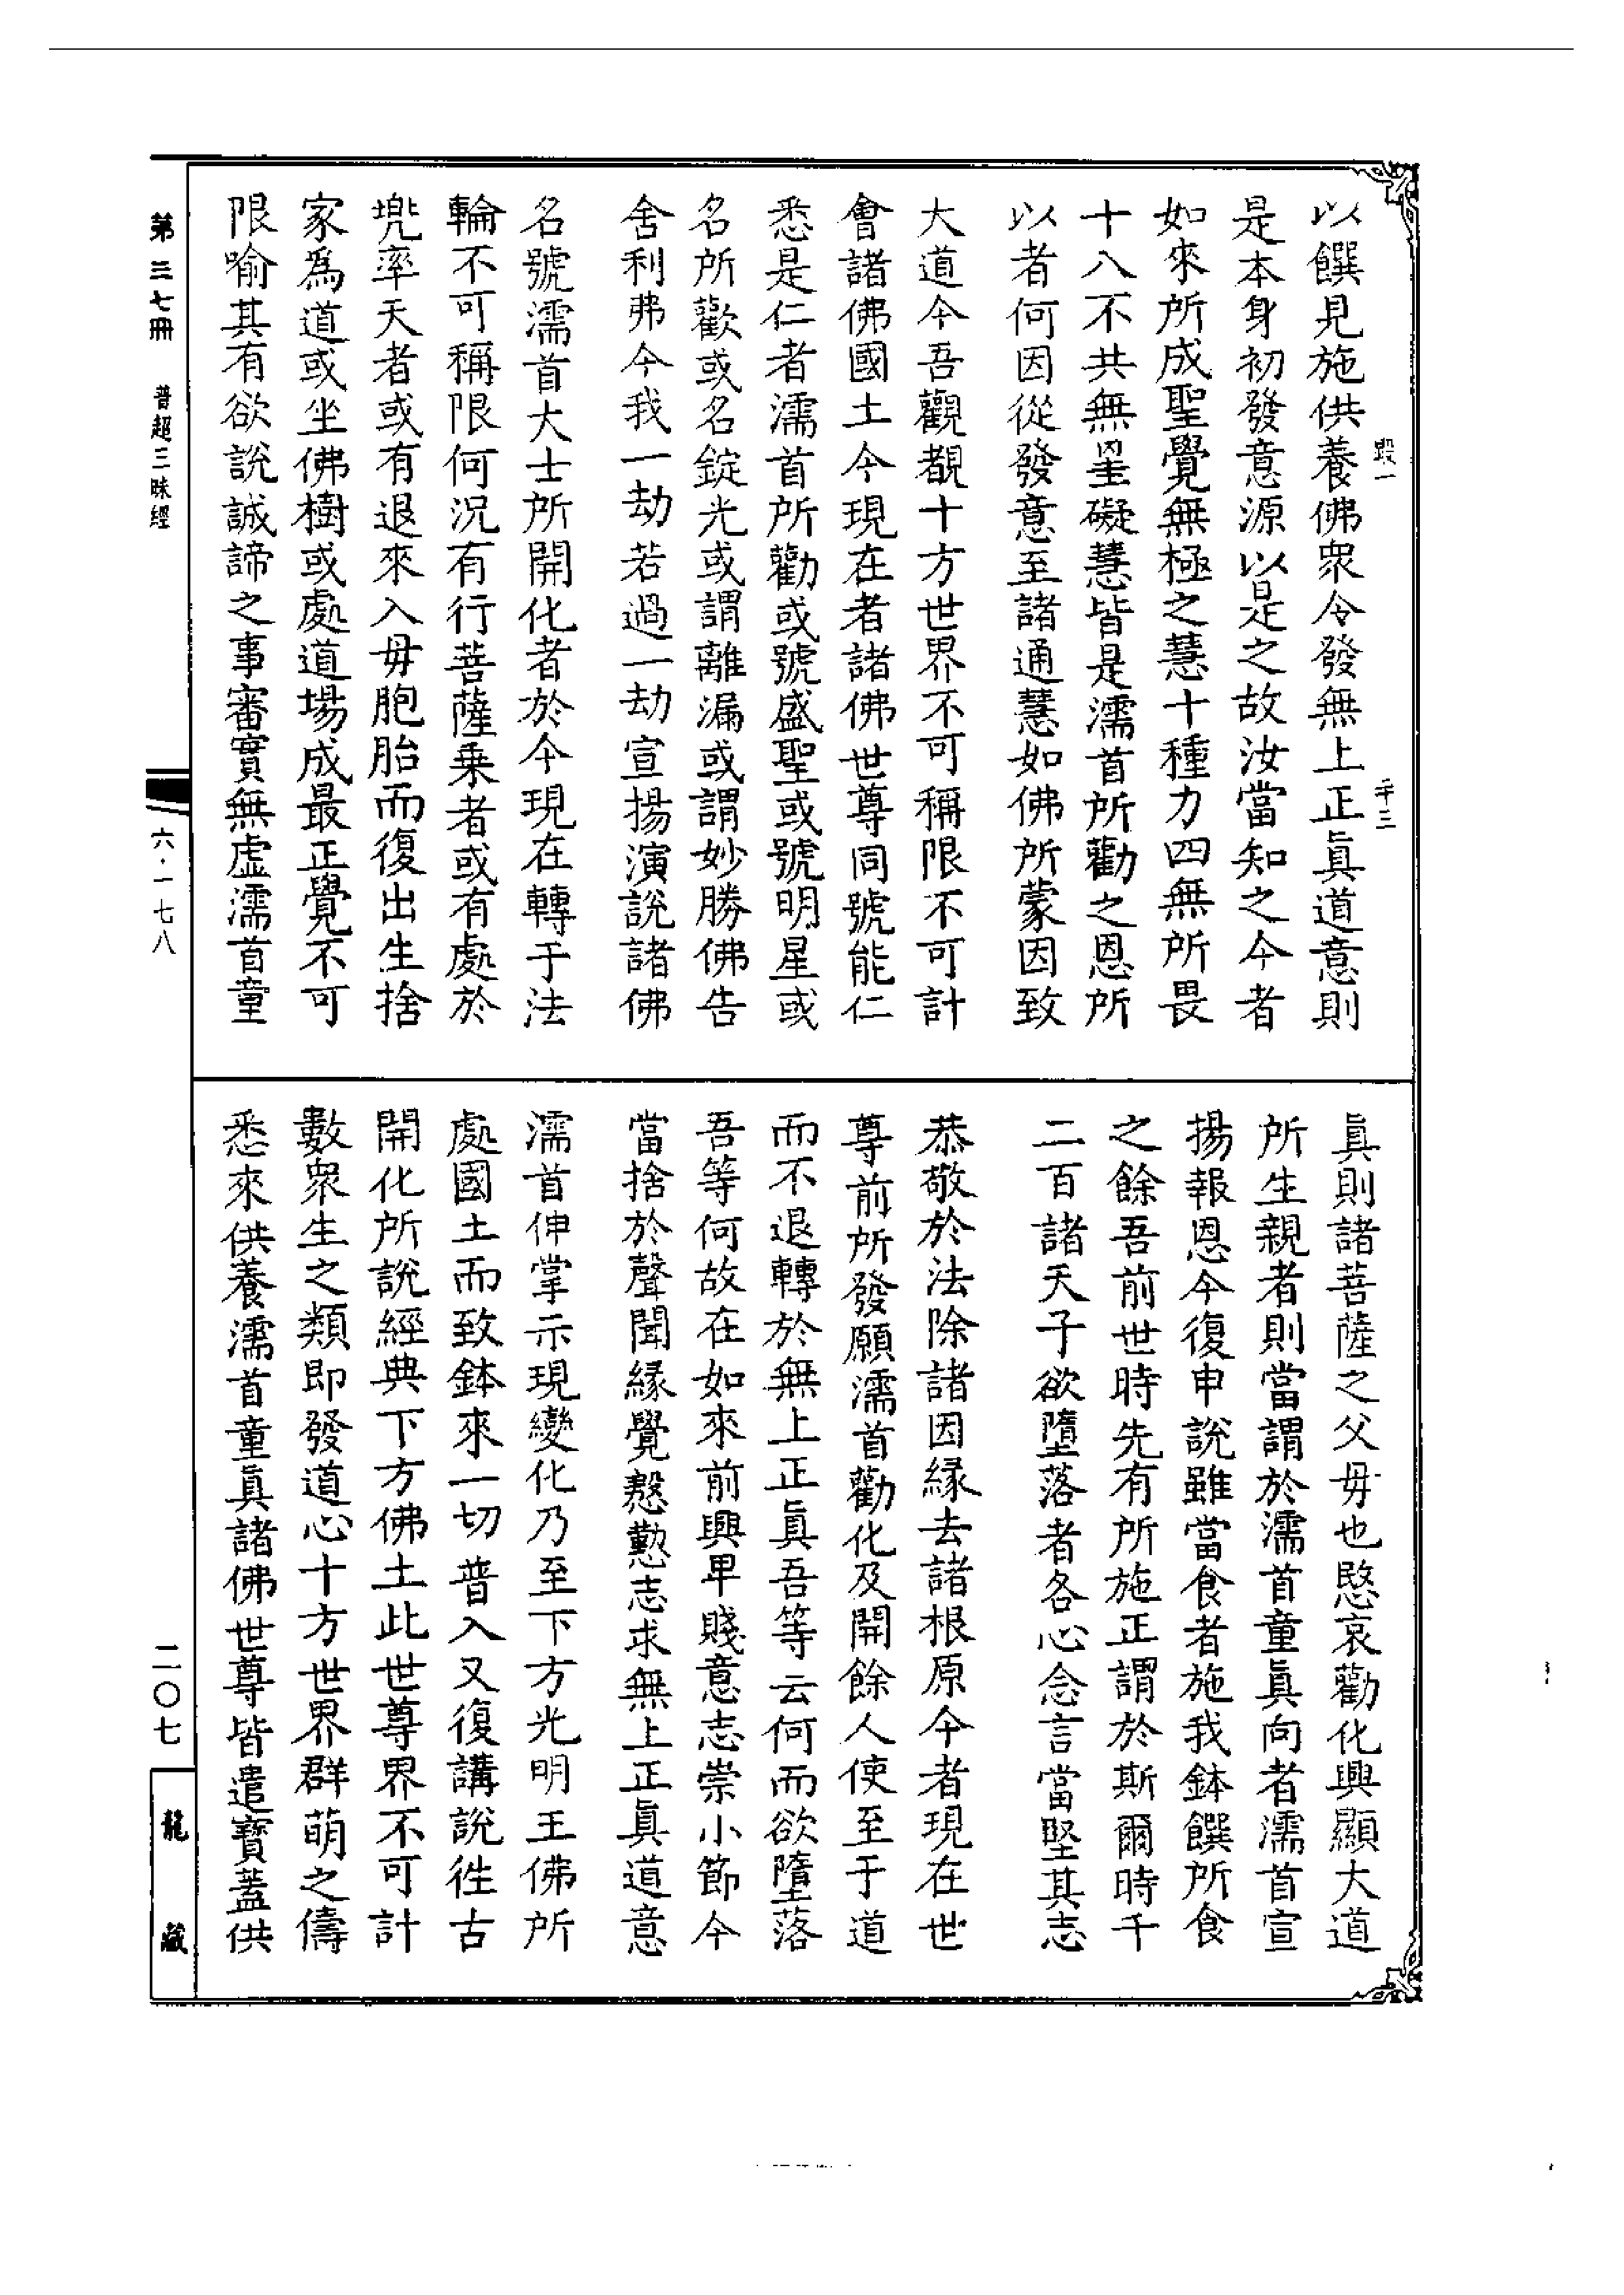 以饌見施供養佛眾令發無上正眞道意則
是本身初發意源以是之故汝當知之今者
如來所成聖覺無極之慧十種力四無所畏
十八不共無罣礙慧皆是濡首所勸之恩所
以者何因從發意至諸通慧如佛所蒙因致
大道今吾觀覩十方世界不可稱限不可計
會諸佛國土今現在者諸佛世尊同號能仁
悉是仁者濡首所勸或號盛聖或號明星或
名所歡或名錠光或謂離漏或謂妙勝佛告
舍利弗今我一劫若過一劫宣揚演說諸佛
名號濡首大士所開化者於今現在轉于法
輪不可稱限何況有行菩薩乘者或有處於
兜率天者或有退來入毋胞胎而復出生捨
家爲道或坐佛樹或處道場成最正覺不可
限喻其有欲說誠諦之事審實無虛濡首童
眞則諸菩薩之父毋也愍哀勸化興顯大道
所生親者則當謂於濡首童眞向者濡首宣
揚報恩今復申說雖當食者施我鉢饌所食
之餘吾前世時先有所施正謂於斯爾時千
二百諸天子欲墮落者各心念言當堅其志
恭敬於法除諸因緣去諸根原今者現在世
尊前所發願濡首勸化及開餘人使至于道
而不退轉於無上正眞吾等云何而欲墮落
吾等何故在如來前興卑賤意志崇小節今
當捨於聲聞緣覺慇懃志求無上正眞道意
濡首伸掌示現變化乃至下方光明王佛所
處國土而致鉢來一切普入又復講說徃古
開化所說經典下方佛土此世尊界不可計
數眾生之類即發道心十方世界群萌之儔
悉來供養濡首童眞諸佛世尊皆遣寶蓋供
第三七冊 普超三昧經
六·一七八
二〇七
龍藏